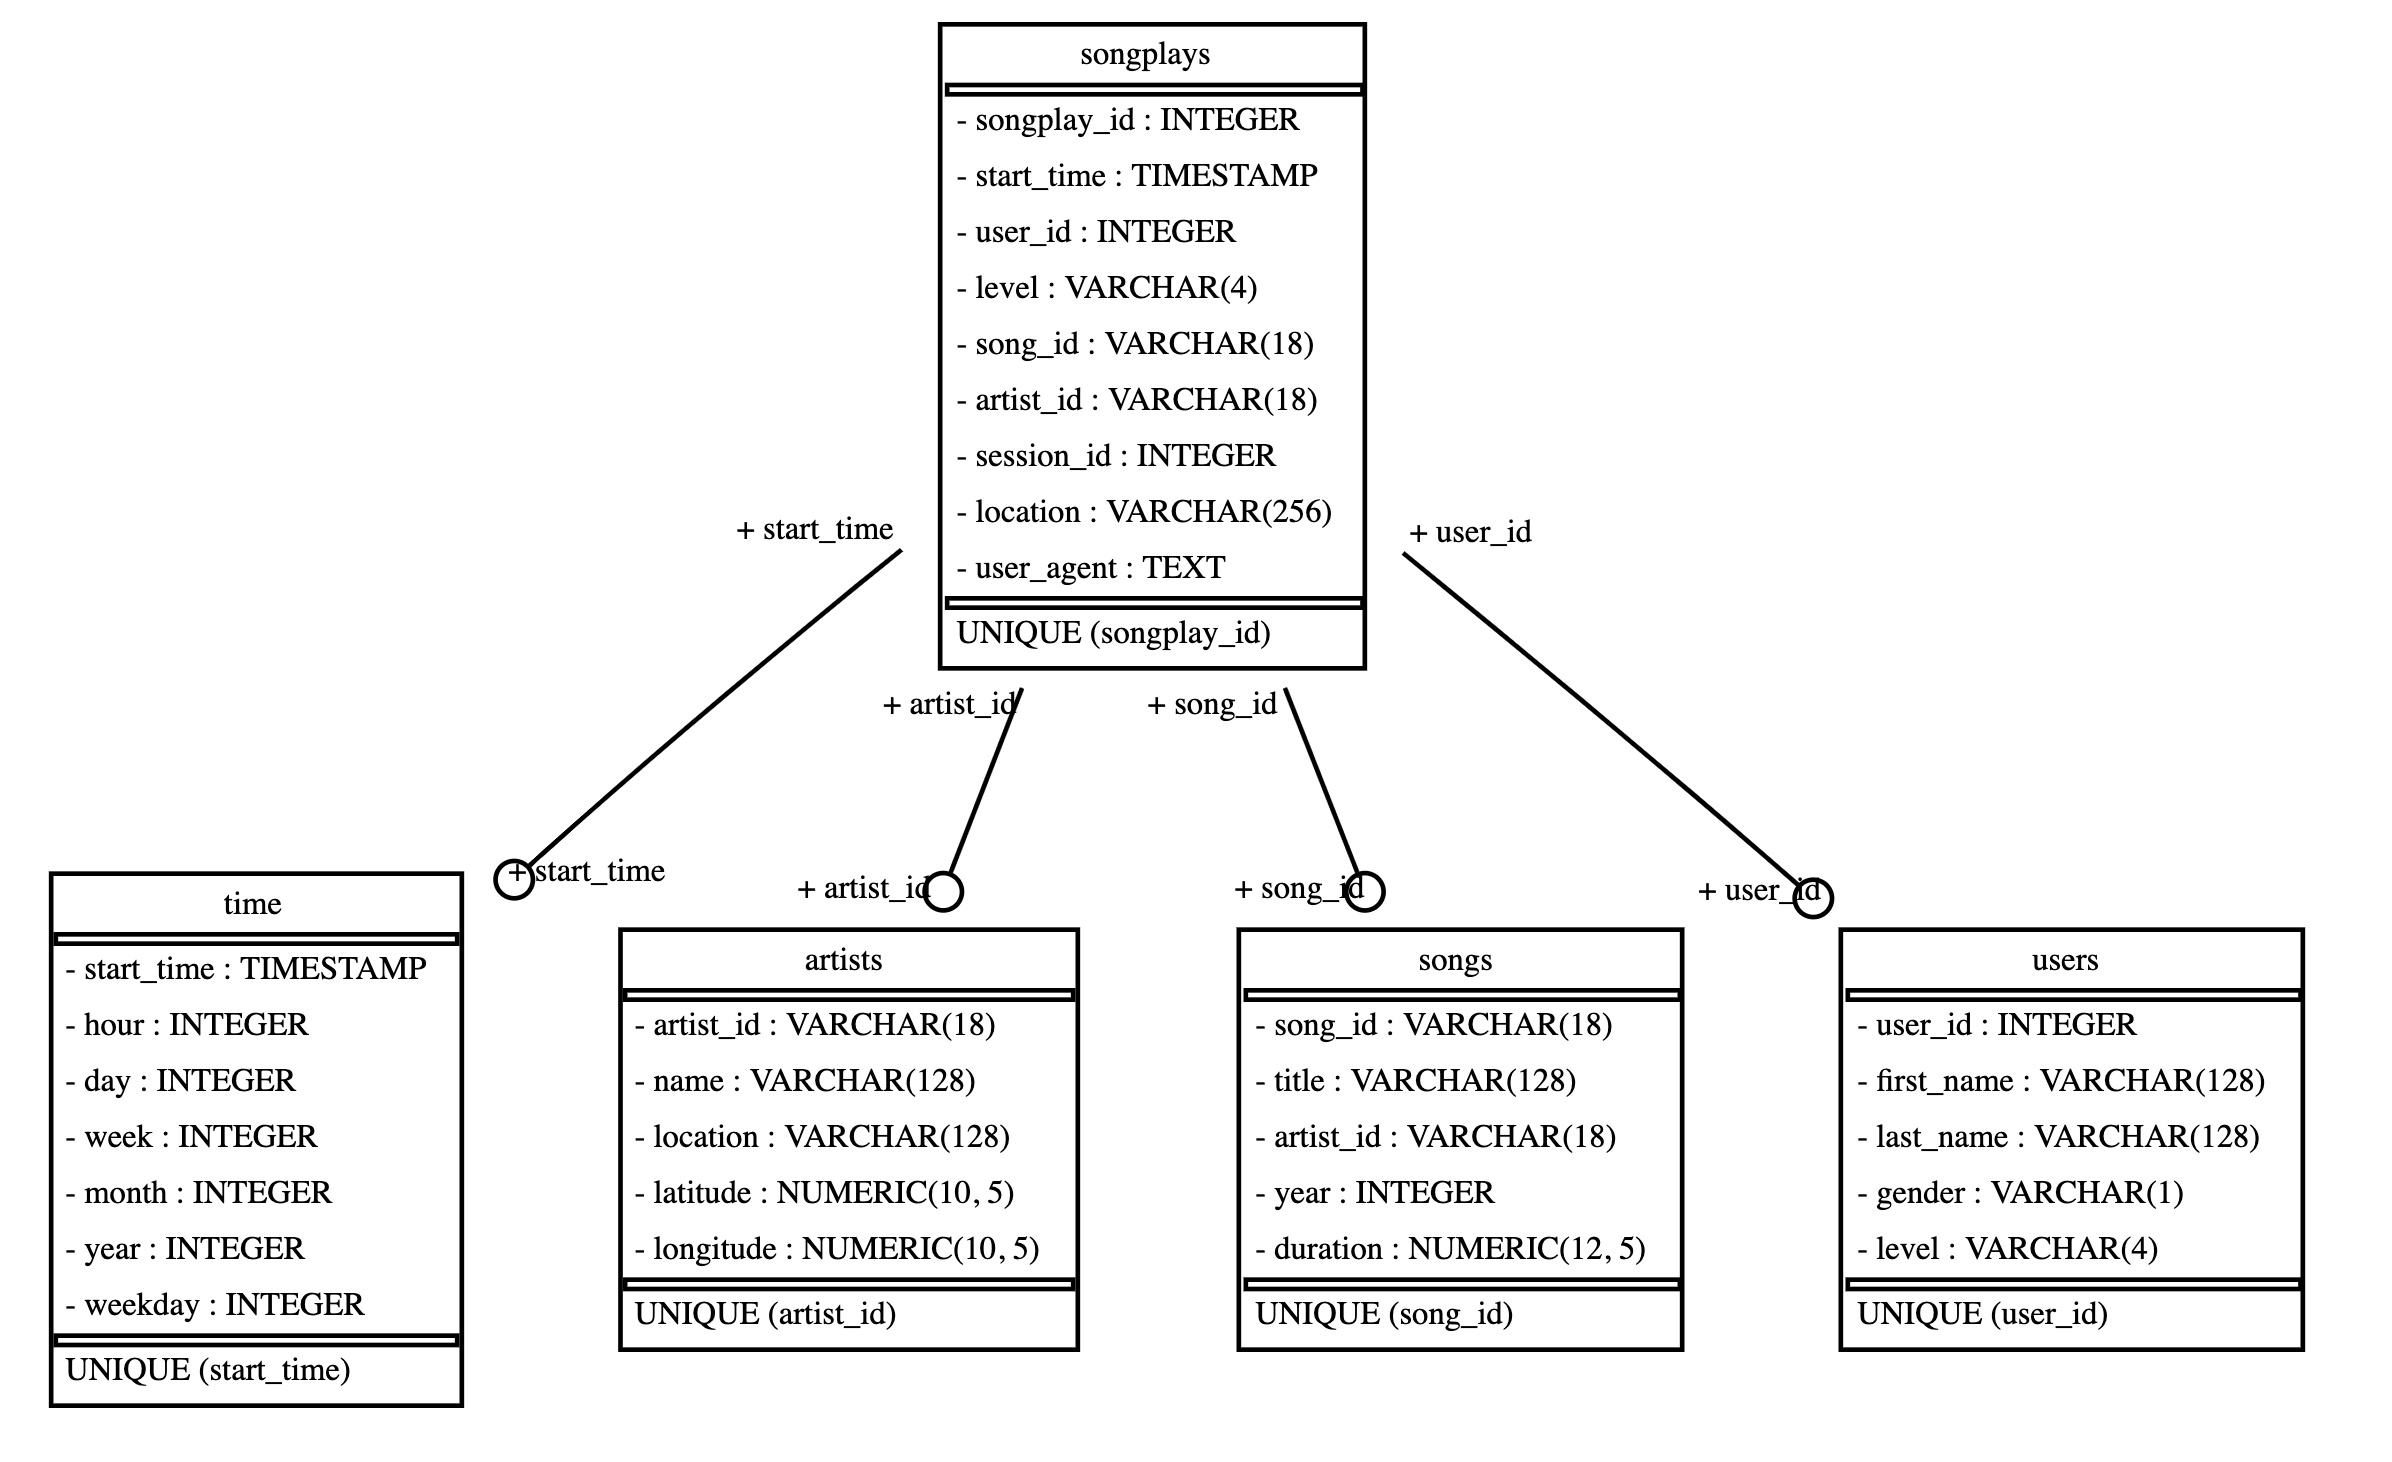 songplays
- songplay_id : INTEGER
- start_time : TIMESTAMP
- user_id : INTEGER
- level : VARCHAR(4)
- song_id : VARCHAR(18)
- artist_id : VARCHAR(18)
- session_id : INTEGER
- location : VARCHAR(256)
- user_agent : TEXT
UNIQUE (songplay_id)
+ start_time
+ user_id
+ artist_id
+ song_id
+ start_time
+ artist_id
+ song_id
+ user_id
time
- start_time : TIMESTAMP
- hour : INTEGER
- day : INTEGER
- week : INTEGER
- month : INTEGER
- year : INTEGER
- weekday : INTEGER
UNIQUE (start_time)
artists
- artist_id : VARCHAR(18)
- name : VARCHAR(128)
- location : VARCHAR(128)
- latitude : NUMERIC(10, 5)
- longitude : NUMERIC(10, 5)
UNIQUE (artist_id)
songs
- song_id : VARCHAR(18)
- title : VARCHAR(128)
- artist_id : VARCHAR(18)
- year : INTEGER
- duration : NUMERIC(12, 5)
UNIQUE (song_id)
users
- user_id : INTEGER
- first_name : VARCHAR(128)
- last_name : VARCHAR(128)
- gender : VARCHAR(1)
- level : VARCHAR(4)
UNIQUE (user_id)